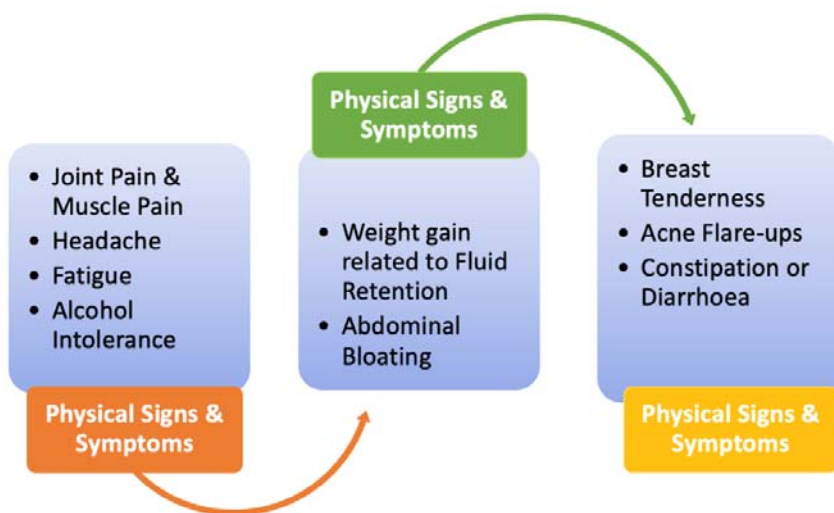 • Joint Pain &
Muscle Pain
• Headache
• Fatigue
• Alcohol
Intolerance
Physical Signs &
Symptoms
Physical Signs &
Symptoms
• Weight gain
related to Fluid
Retention
• Abdominal
Bloating
• Breast
Tenderness
• Acne Flare-ups
• Constipation or
Diarrhoea
Physical Signs &
Symptoms